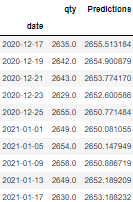 qty Predictions
date
2020-12-17 2635.0 2655.513184
2020-12-19 2642.0 2654.900879
2020-12-21 2643.0 2653.774170
2020-12-23 2629.0 2652.600586
2020-12-25 2655.0 2650.771484
2021-01-01 2649.0 2650.081055
2021-01-05 2654.0 2650.147949
2021-01-09 2658.0 2650.886719
2021-01-13 2649.0 2652.189209
2021-01-17 2630.0 2653.188232